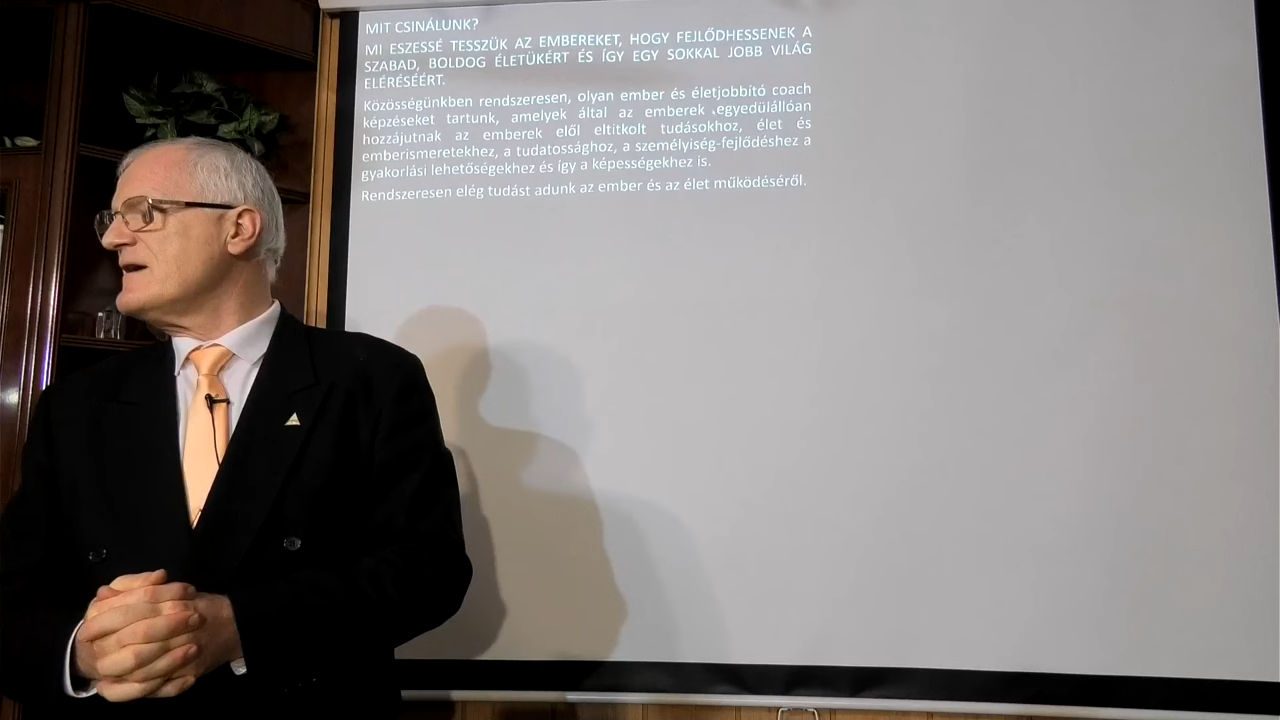 MIT CSINÁLUNK?
MI ESZESSÉ TESSZÜK AZ EMBEREKET, HOGY FEJLŐDHESSENEK A
SZABAD, BOLDOG ÉLETÜKÉRT ÉS ÍGY EGY SOKKAL JOBB VILÁG
ELÉRÉSÉÉRT.
Közösségünkben rendszeresen, olyan ember és életjobbító coach
képzéseket tartunk, amelyek által az emberek egyedülállóan
hozzájutnak az emberek elől eltitkolt tudásokhoz, élet és
emberismeretekhez, a tudatossághoz, a személyiség-fejlődéshez a
gyakorlási lehetőségekhez és így a képességekhez is.
Rendszeresen elég tudást adunk az ember és az élet működéséről.